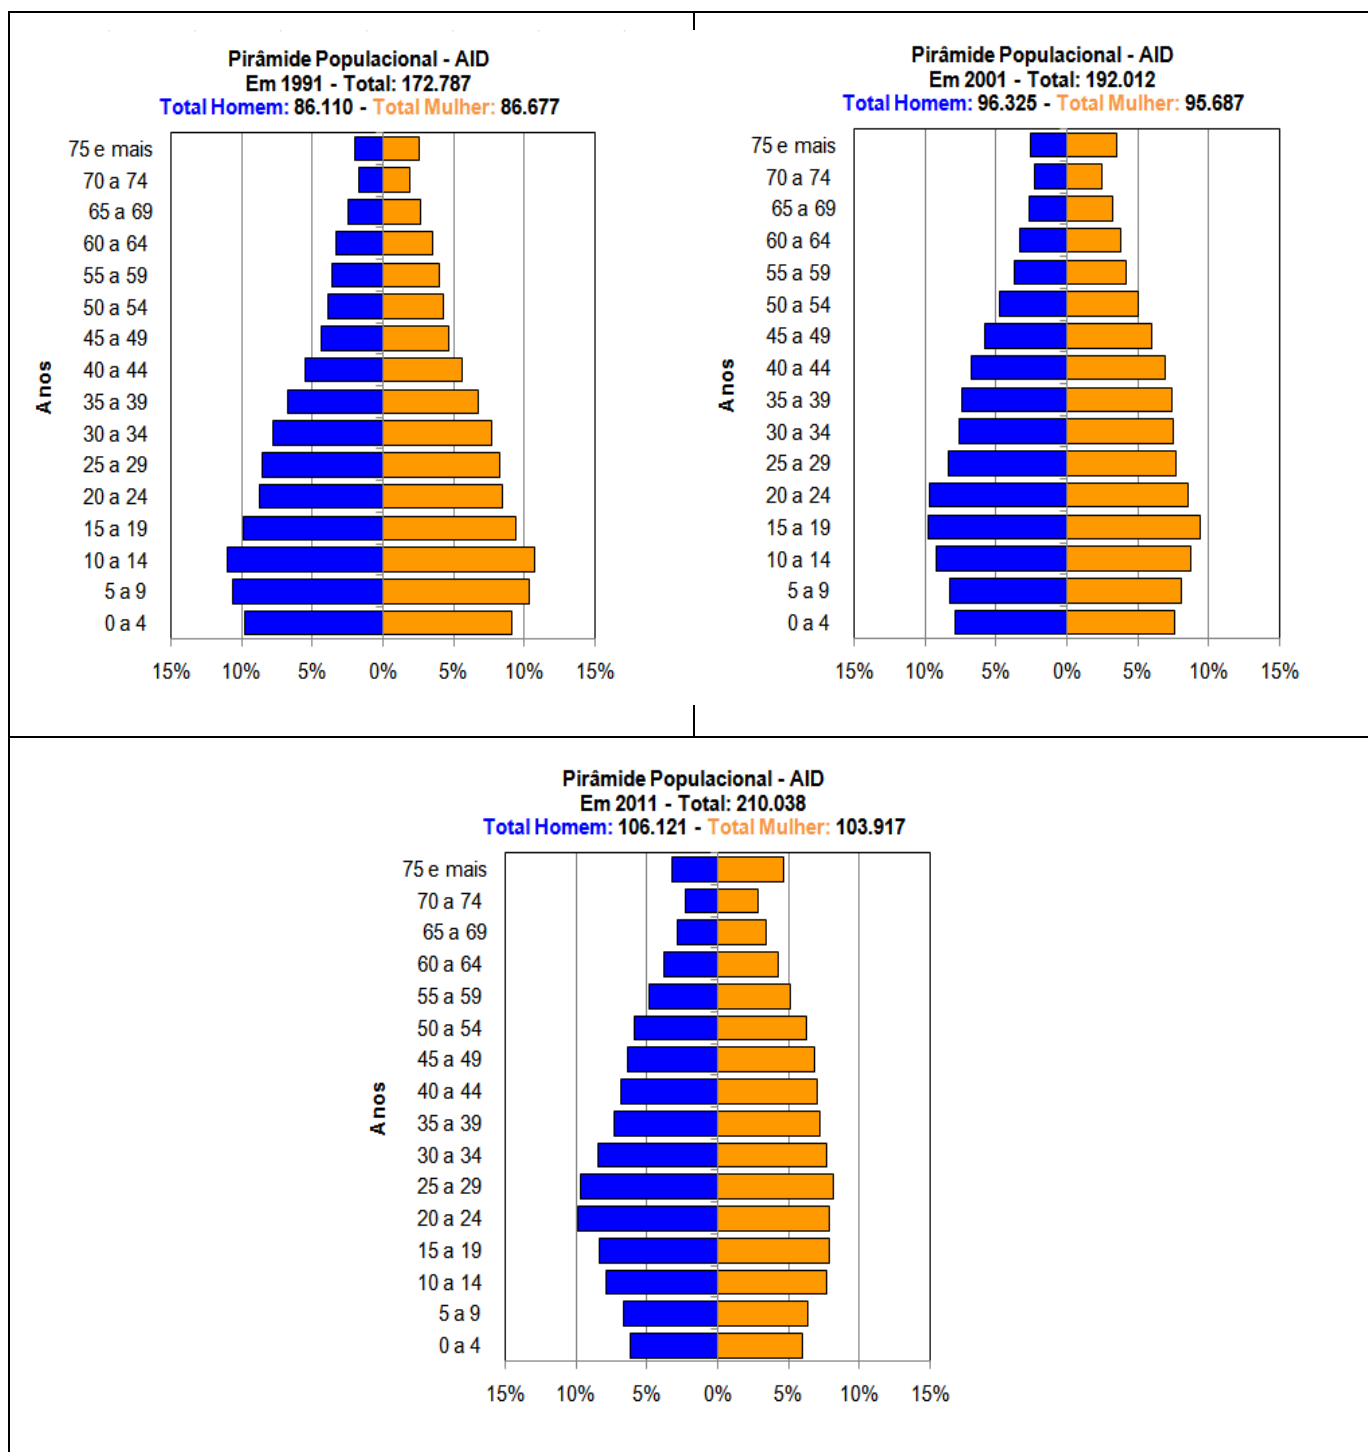 Pirâmide Populacional - AID
Em 1991 - Total: 172.787
Total Homem: 86.110 - Total Mulher: 86.677
Anos
75 e mais
70 a 74
65 a 69
60 a 64
55 a 59
50 a 54
45 a 49
40 a 44
35 a 39
30 a 34
25 a 29
20 a 24
15 a 19
10 a 14
5 a 9
0 a 4
15% 10% 5% 0% 5% 10% 15%
Pirâmide Populacional - AID
Em 2001 - Total: 192.012
Total Homem: 96.325 - Total Mulher: 95.687
Anos
75 e mais
70 a 74
65 a 69
60 a 64
55 a 59
50 a 54
45 a 49
40 a 44
35 a 39
30 a 34
25 a 29
20 a 24
15 a 19
10 a 14
5 a 9
0 a 4
15% 10% 5% 0% 5% 10% 15%
Pirâmide Populacional - AID
Em 2011 - Total: 210.038
Total Homem: 106.121 - Total Mulher: 103.917
Anos
75 e mais
70 a 74
65 a 69
60 a 64
55 a 59
50 a 54
45 a 49
40 a 44
35 a 39
30 a 34
25 a 29
20 a 24
15 a 19
10 a 14
5 a 9
0 a 4
15% 10% 5% 0% 5% 10% 15%